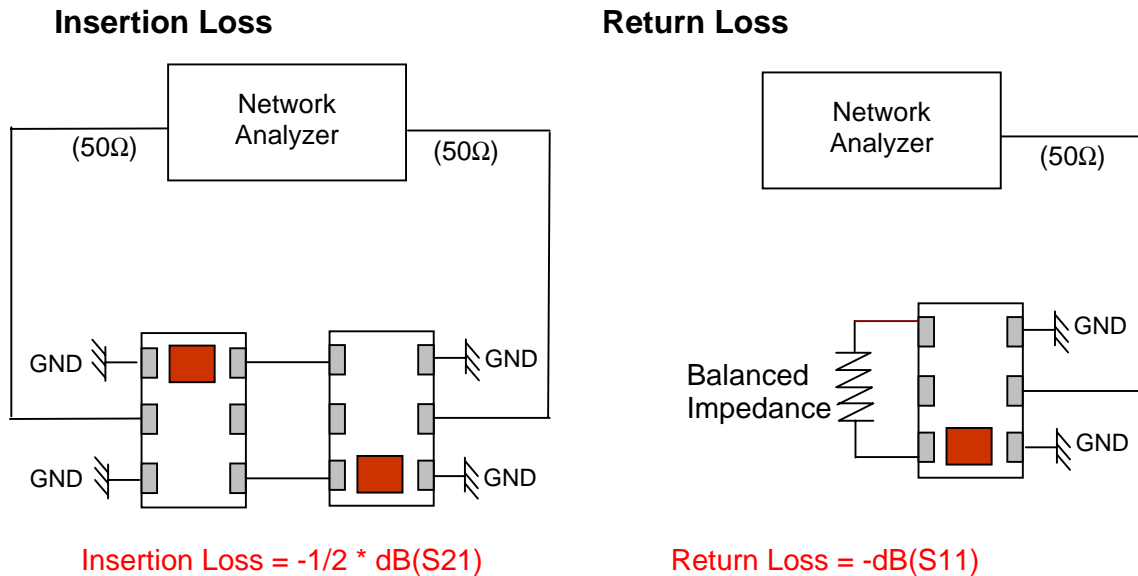 Insertion Loss
Return Loss
Network
Analyzer
(50Ω)
(50Ω)
Network
Analyzer
(50Ω)
GND
GND
GND
GND
GND
GND
Balanced
Impedance
Insertion Loss = -1/2 * dB(S21)
Return Loss = -dB(S11)